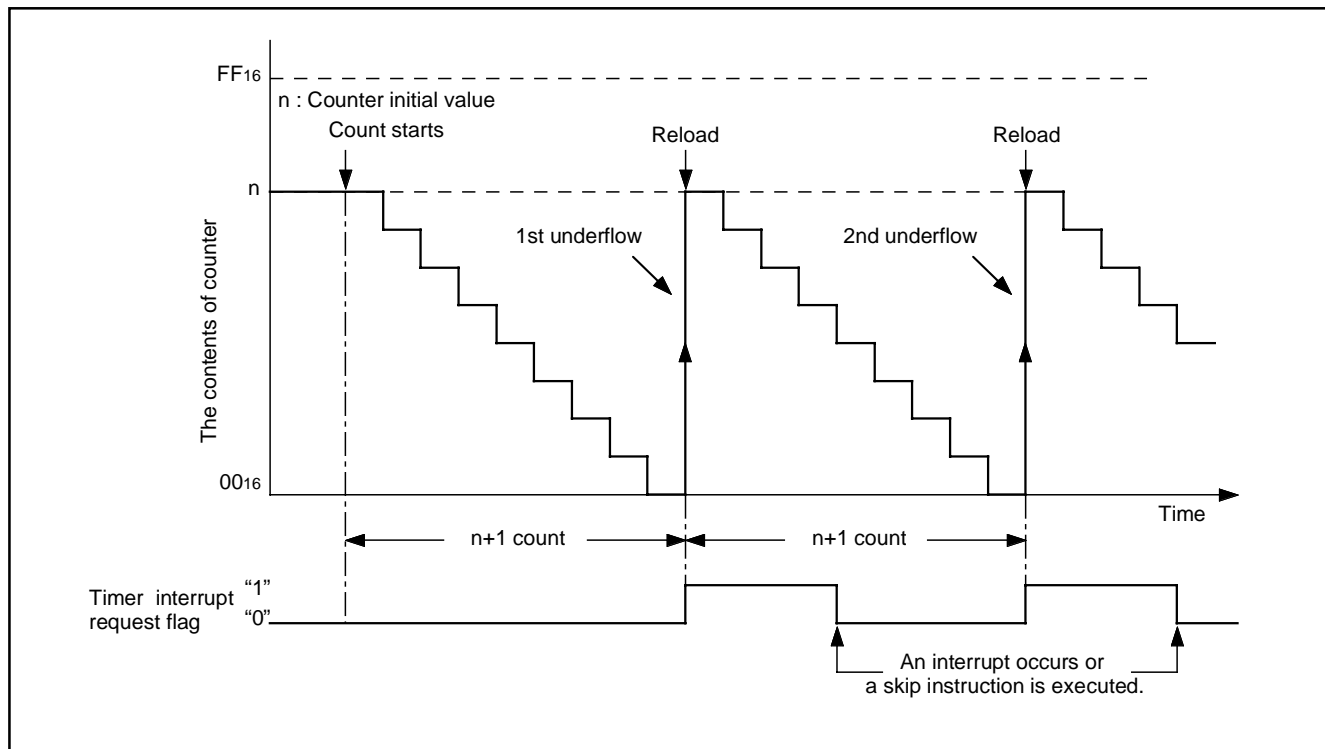 FF16
n : Counter initial value
Count starts
Reload
Reload
n
1st underflow
2nd underflow
The contents of counter
0016
Time
n+1 count
n+1 count
Timer interrupt
request flag
“1”
“0”
An interrupt occurs or
a skip instruction is executed.